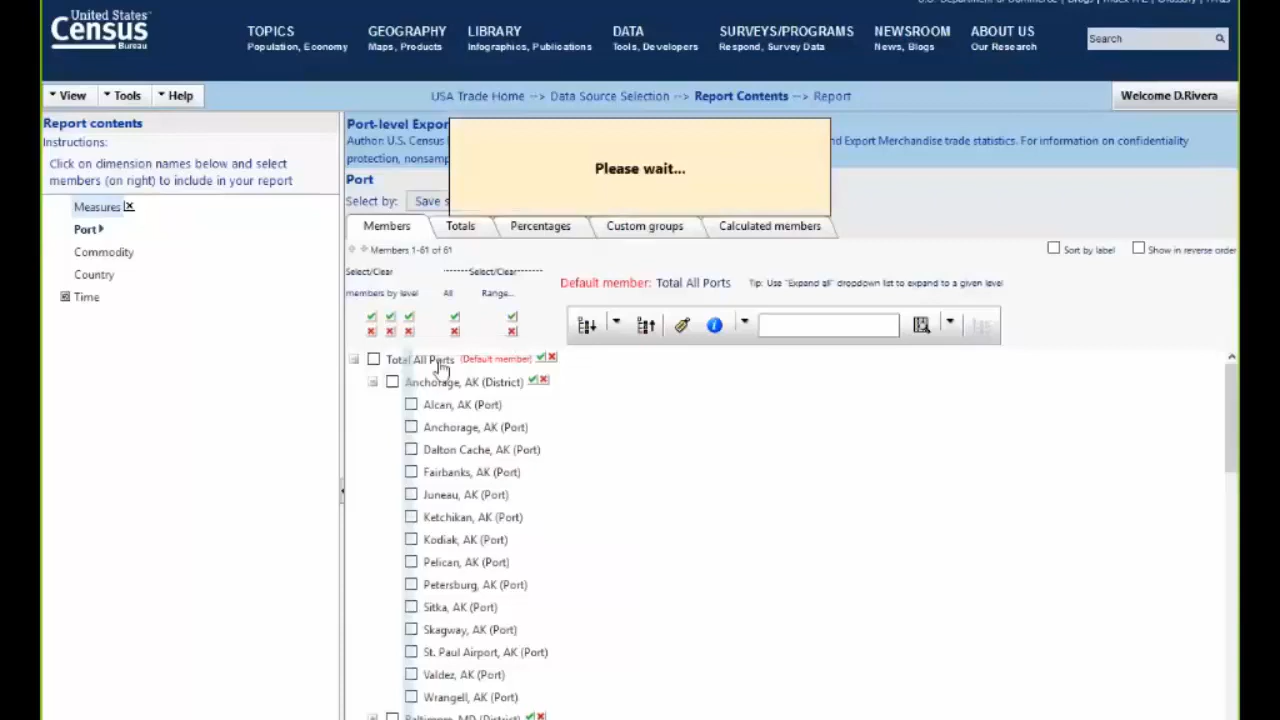 United States
Census
Bureau
TOPICS
Population, Economy
GEOGRAPHY
Maps, Products
LIBRARY
Infographics, Publications
DATA
Tools, Developers
SURVEYS/PROGRAMS
Respond, Survey Data
NEWSROOM
News, Blogs
ABOUT US
Our Research
Search
View
Tools
Help
USA Trade Home --> Data Source Selection --> Report Contents --> Report
Welcome D.Rivera
Report contents
Instructions:
Click on dimension names below and select
members (on right) to include in your report
Measures
Port
Commodity
Country
Time
Port-level Expor
Author: U.S. Census
d Export Merchandise trade statistics. For information on confidentiality
protection, nonsamp
Please wait...
Port
Select by: Save s
Members
Totals
Percentages
Custom groups
Calculated members
Members 1-61 of 61
Sort by label
Show in reverse order
Select/Clear
-------Select/Clear-------
members by level
All
Range...
Default member: Total All Ports
Tip: Use "Expand all" dropdown list to expand to a given level
Total All Ports (Default member)
Anchorage, AK (District)
Alcan, AK (Port)
Anchorage, AK (Port)
Dalton Cache, AK (Port)
Fairbanks, AK (Port)
Juneau, AK (Port)
Ketchikan, AK (Port)
Kodiak, AK (Port)
Pelican, AK (Port)
Petersburg, AK (Port)
Sitka, AK (Port)
Skagway, AK (Port)
St. Paul Airport, AK (Port)
Valdez, AK (Port)
Wrangell, AK (Port)
Baltimore, MD (District)